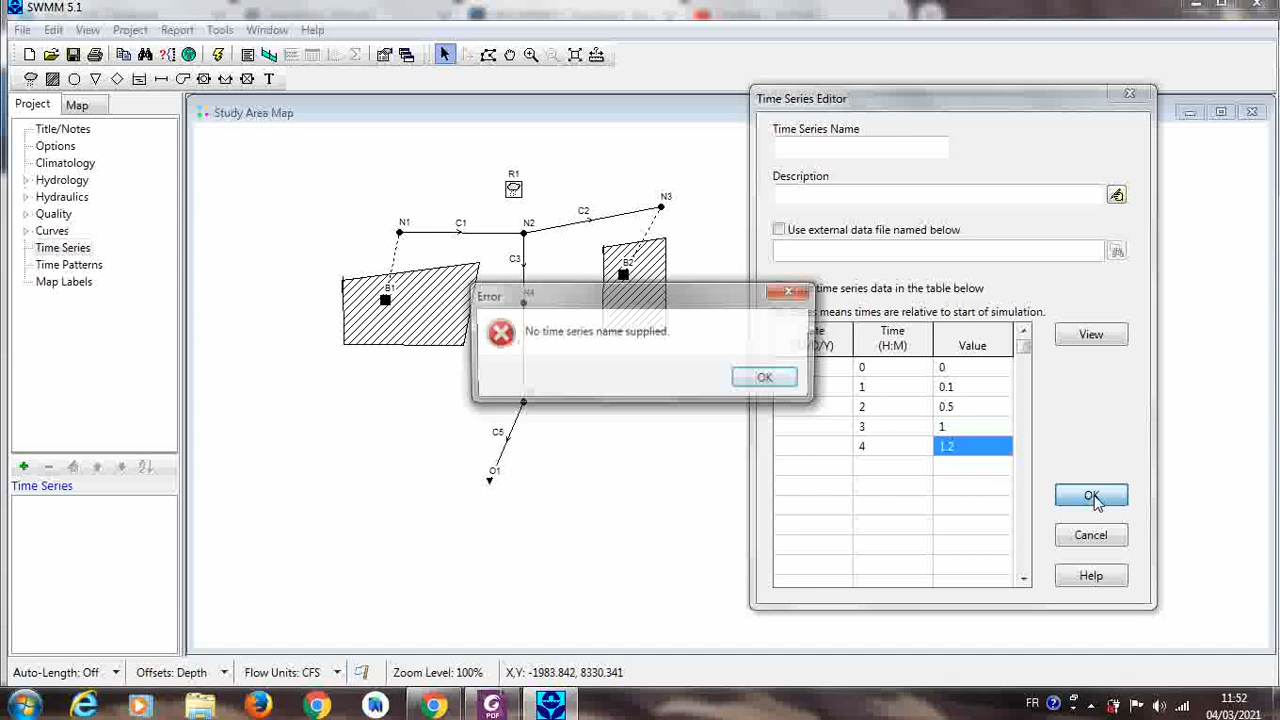 SWMM 5.1
File Edit View Project Report Tools Window Help
Project Map
Title/Notes
Options
Climatology
Hydrology
Hydraulics
Quality
Curves
Time Series
Time Patterns
Map Labels
Time Series
Study Area Map
R1
N1 C1 N2 C2 N3
C3
B1
B2
N4
C5
O1
Error
No time series name supplied.
OK
Time Series Editor
Time Series Name
Description
Use external data file named below
time series data in the table below
means times are relative to start of simulation.
Time
(H:M) Value
0 0
1 0.1
2 0.5
3 1
4 1.2
View
OK
Cancel
Help
Auto-Length: Off Offsets: Depth Flow Units: CFS Zoom Level: 100% X,Y: -1983.842, 8330.341
PDF
FR
11:52
04/03/2021